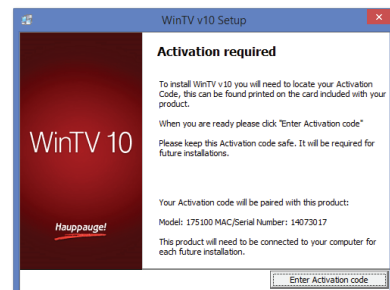 WinTV v10 Setup
Activation required
To install WinTV v10 you will need to locate your Activation
Code, this can be found printed on the card included with your
product.
When you are ready please click "Enter Activation code"
Please keep this Activation code safe. It will be required for
future installations.
WinTV 10
Your Activation code will be paired with this product:
Hauppauge!
Model: 175100 MAC/Serial Number: 14073017
This product will need to be connected to your computer for
each future installation.
Enter Activation code